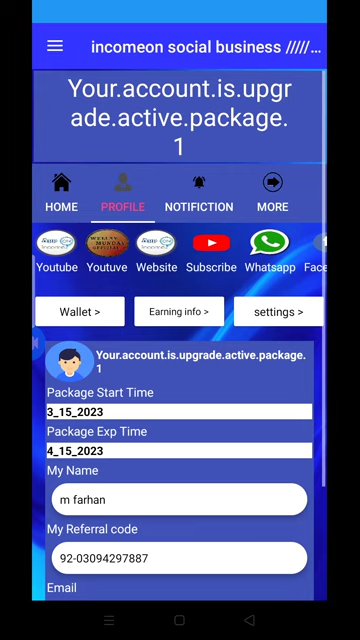 incomeon social business /////...
Your.account.is.upgr
ade.active.package.
1
HOME
PROFILE
NOTIFICTION
MORE
Youtube
Youtuve
Website
Subscribe
Whatsapp
Face
Wallet >
Earning info >
settings >
Your.account.is.upgrade.active.package.
1
Package Start Time
3_15_2023
Package Exp Time
4_15_2023
My Name
m farhan
My Referral code
92-03094297887
Email